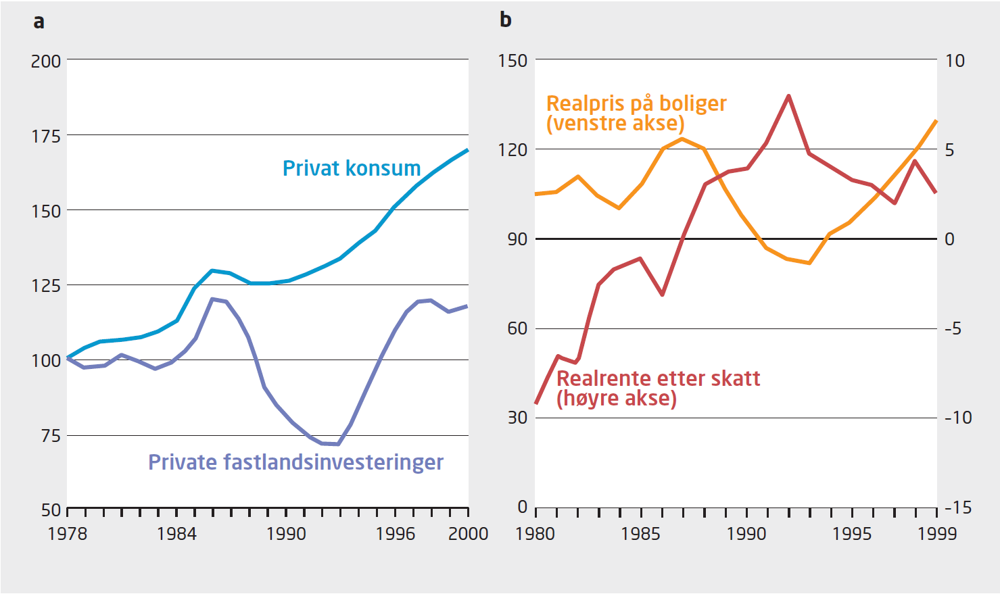 a
200
175
150
125
100
75
50
Privat konsum
Private fastlandsinvesteringer
1978 1984 1990 1996 2000
b
150
120
90
60
30
0
10
5
0
-5
-10
-15
Realpris på boliger
(venstre akse)
Realrente etter skatt
(høyre akse)
1980 1985 1990 1995 1999